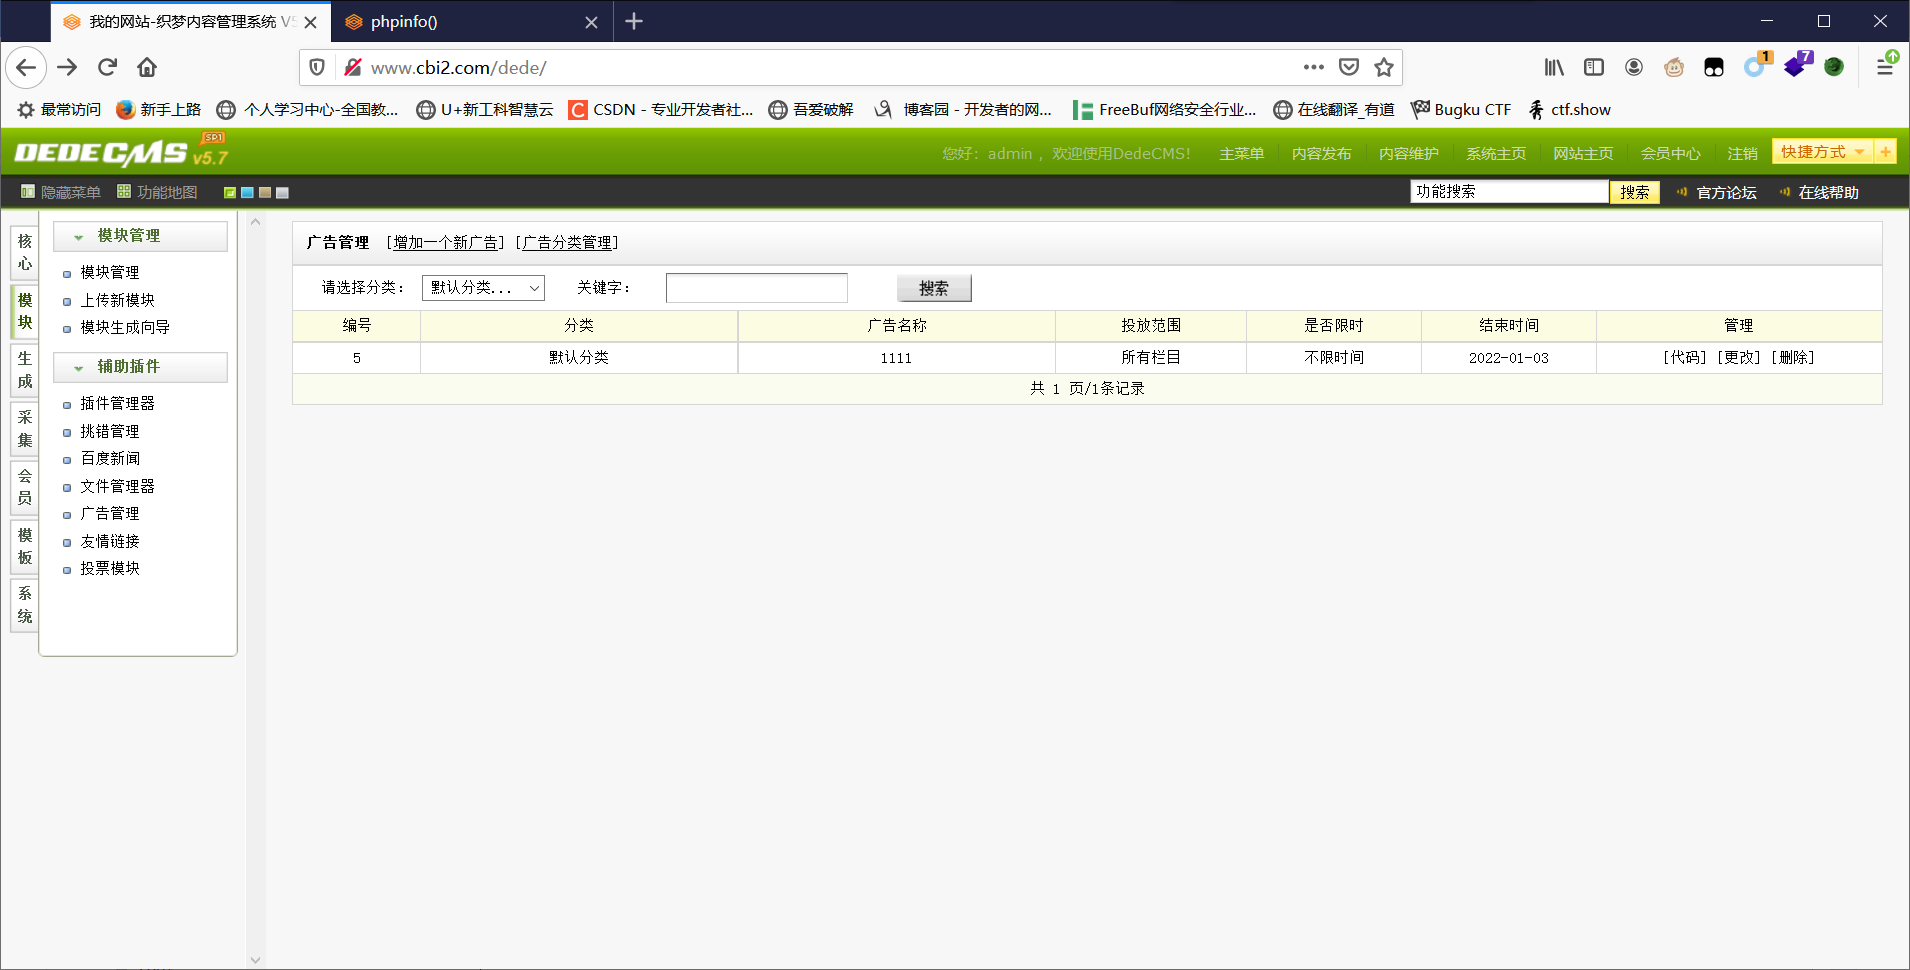 我的网站-织梦内容管理系统 V5
phpinfo()
www.cbi2.com/dede/
1
7
最常访问
新手上路
个人学习中心-全国教...
U+新工科智慧云
CSDN - 专业开发者社...
吾爱破解
博客园 - 开发者的网...
FreeBuf网络安全行业...
在线翻译_有道
Bugku CTF
ctf.show
DEDECMS v5.7 SP1
您好：admin ，欢迎使用DedeCMS！
主菜单
内容发布
内容维护
系统主页
网站主页
会员中心
注销
快捷方式
+
隐藏菜单
功能地图
功能搜索
搜索
官方论坛
在线帮助
核心
模块
生成
采集
会员
模板
系统
模块管理
模块管理
上传新模块
模块生成向导
辅助插件
插件管理器
挑错管理
百度新闻
文件管理器
广告管理
友情链接
投票模块
广告管理 [增加一个新广告] [广告分类管理]
请选择分类： 默认分类... 关键字： 搜索
编号 分类 广告名称 投放范围 是否限时 结束时间 管理
5 默认分类 1111 所有栏目 不限时间 2022-01-03 [代码] [更改] [删除]
共 1 页/1条记录